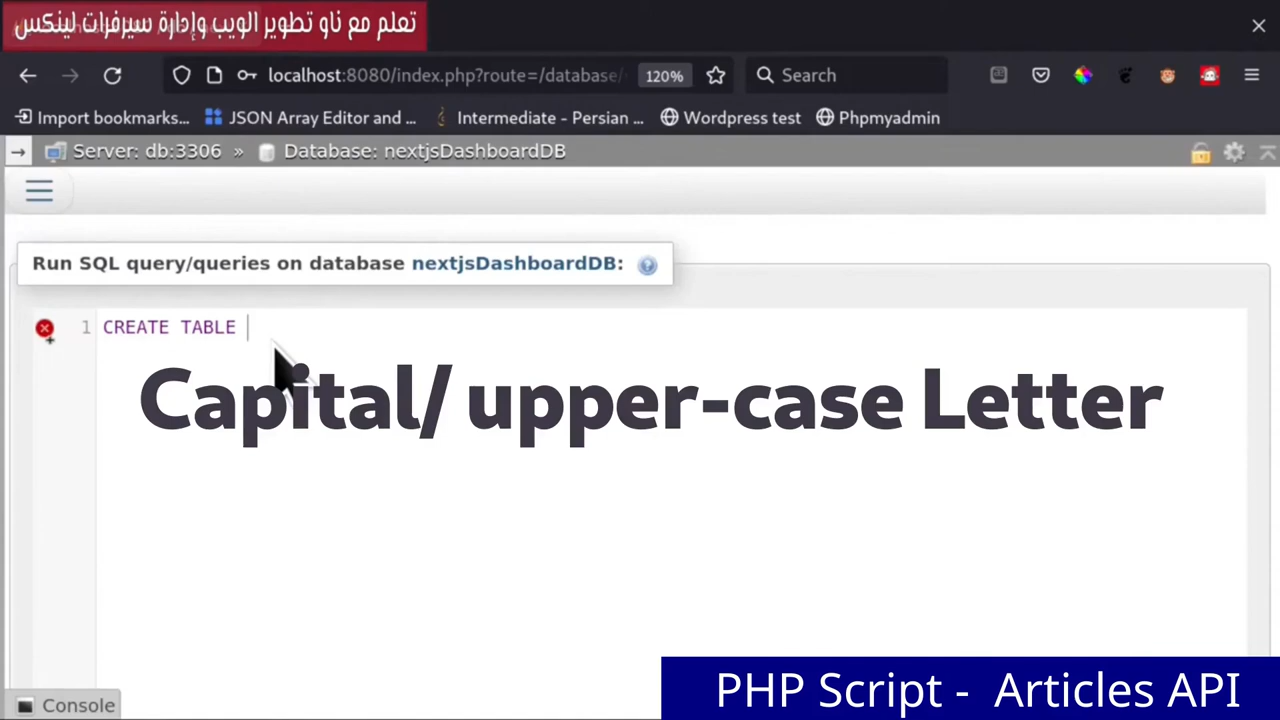 تعلم مع ناو تطوير الويب وإدارة سيرفرات لينكس
localhost:8080/index.php?route=/database/
120%
Search
Import bookmarks...
JSON Array Editor and ...
Intermediate - Persian ...
Wordpress test
Phpmyadmin
Server: db:3306 » Database: nextjsDashboardDB
Run SQL query/queries on database nextjsDashboardDB:
1 CREATE TABLE
Capital/ upper-case Letter
PHP Script - Articles API
Console